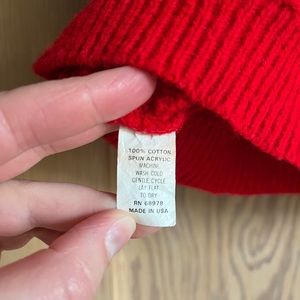 100% COTTON
SPUN ACRYLIC
MACHINE
WASH COLD
GENTLE CYCLE
LAY FLAT
TO DRY
RN 68978
MADE IN USA